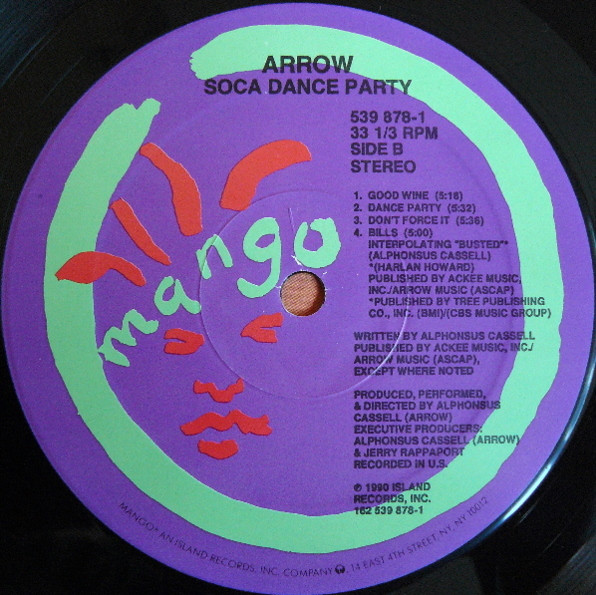 ARROW
SOCA DANCE PARTY
539 878-1
33 1/3 RPM
SIDE B
STEREO
1. GOOD WINE (5:16)
2. DANCE PARTY (5:32)
3. DON'T FORCE IT (5:36)
4. BILLS (5:00)
INTERPOLATING "BUSTED"*
(ALPHONSUS CASSELL)
*(HARLAN HOWARD)
PUBLISHED BY ACKEE MUSIC,
INC./ARROW MUSIC (ASCAP)
*PUBLISHED BY TREE PUBLISHING
CO., INC. (BMI)/(CBS MUSIC GROUP)
WRITTEN BY ALPHONSUS CASSELL
PUBLISHED BY ACKEE MUSIC, INC./
ARROW MUSIC (ASCAP),
EXCEPT WHERE NOTED
PRODUCED, PERFORMED,
& DIRECTED BY ALPHONSUS
CASSELL (ARROW)
EXECUTIVE PRODUCERS:
ALPHONSUS CASSELL (ARROW)
& JERRY RAPPAPORT
RECORDED IN U.S.
℗ 1990 ISLAND
RECORDS, INC.
162 539 878-1
mango
MANGO® AN ISLAND RECORDS, INC. COMPANY, 14 EAST 4TH STREET, NY, NY 10012